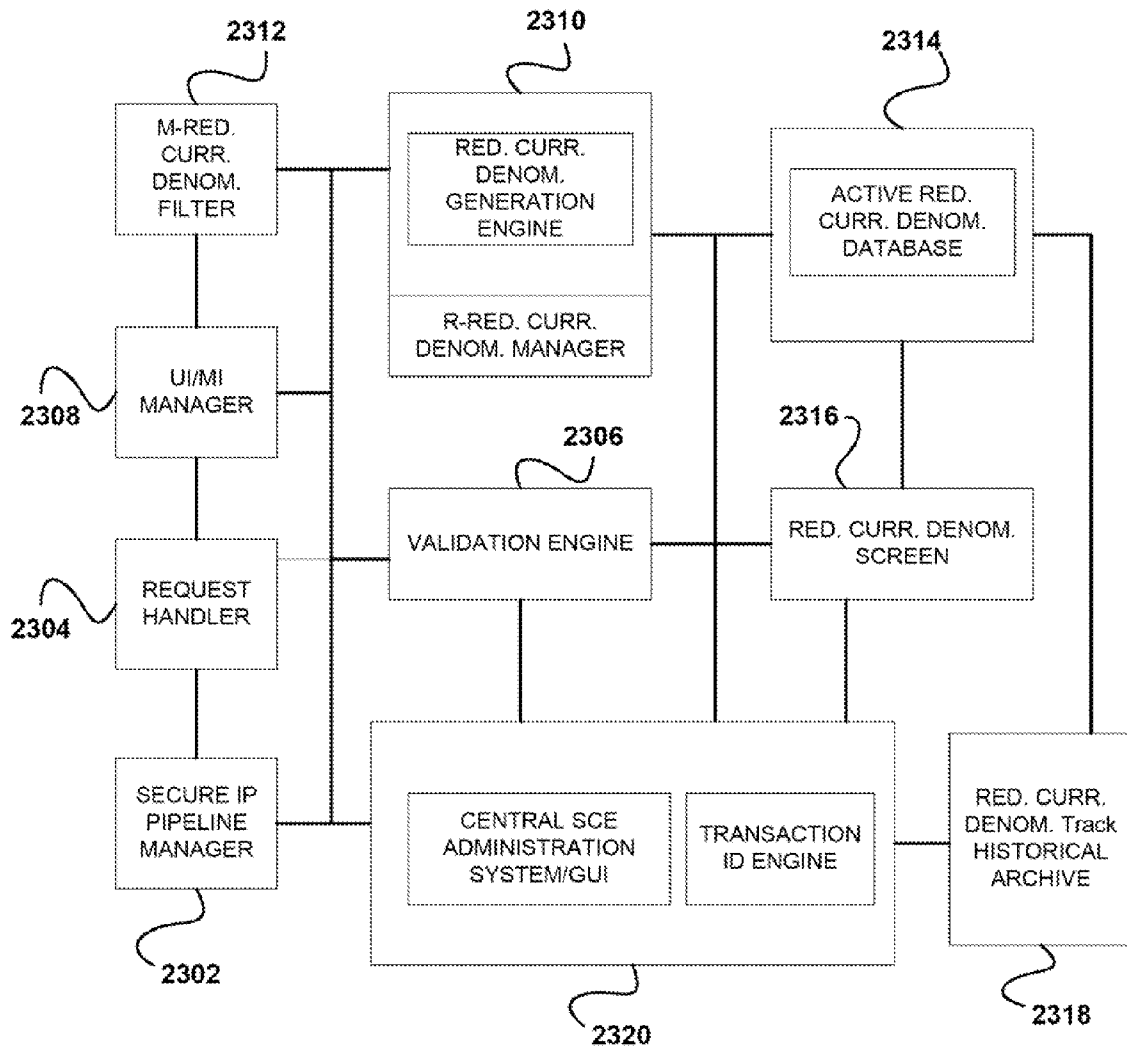 2312
2310
2314
M-RED.
CURR.
DENOM.
FILTER
RED. CURR.
DENOM.
GENERATION
ENGINE
R-RED. CURR.
DENOM. MANAGER
ACTIVE RED.
CURR. DENOM.
DATABASE
UI/MI
MANAGER
2308
2306
2316
VALIDATION ENGINE
RED. CURR. DENOM.
SCREEN
REQUEST
HANDLER
2304
SECURE IP
PIPELINE
MANAGER
2302
CENTRAL SCE
ADMINISTRATION
SYSTEM/GUI
TRANSACTION
ID ENGINE
2320
RED. CURR.
DENOM. Track
HISTORICAL
ARCHIVE
2318